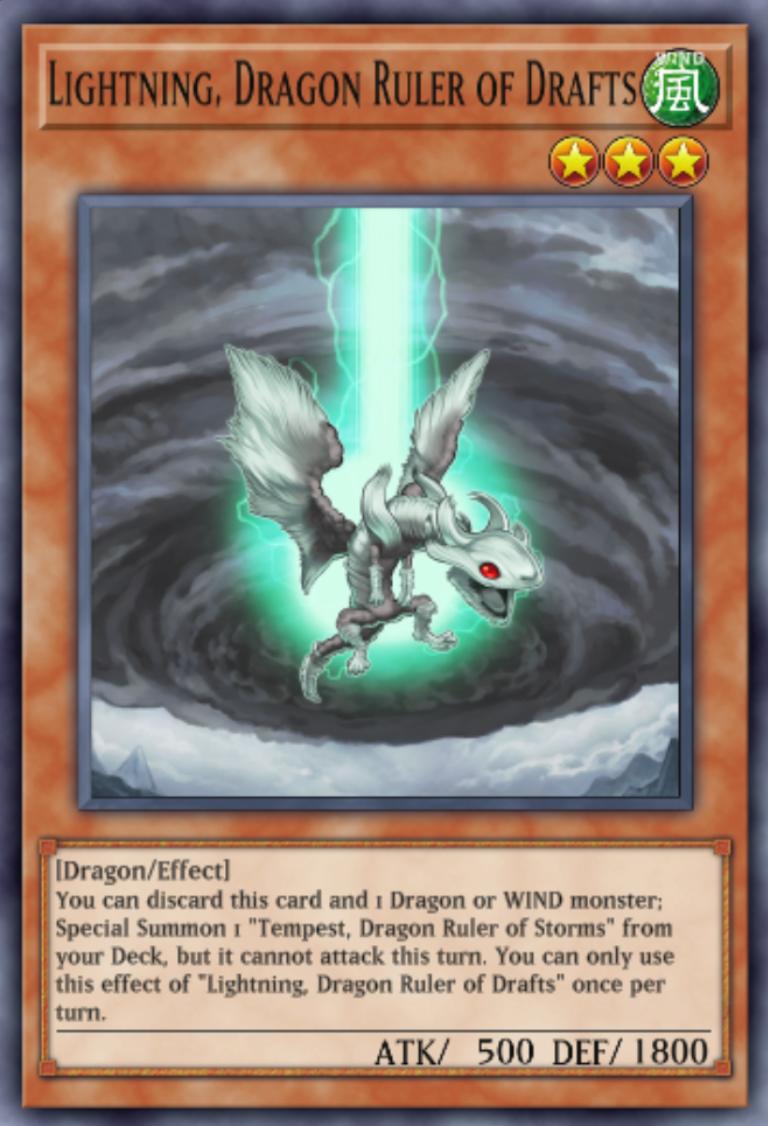 Lightning, Dragon Ruler of Drafts
WIND
風
[Dragon/Effect]
You can discard this card and 1 Dragon or WIND monster;
Special Summon 1 "Tempest, Dragon Ruler of Storms" from
your Deck, but it cannot attack this turn. You can only use
this effect of "Lightning, Dragon Ruler of Drafts" once per
turn.
ATK/ 500 DEF/ 1800